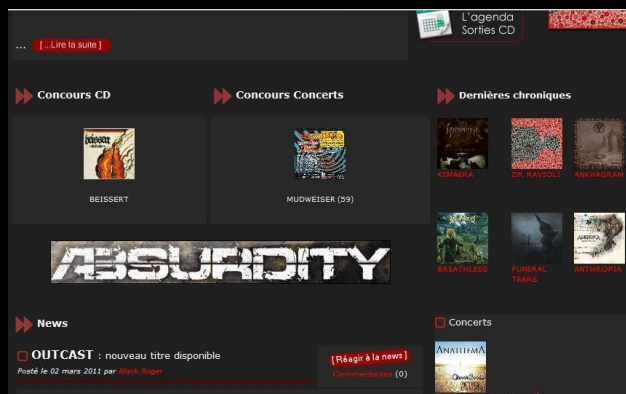 L'agenda
Sorties CD
... [...Lire la suite]
Concours CD
Concours Concerts
Dernières chroniques
BEISSERT
MUDWEISER (59)
KIMAERA
DR RAVIOLI
ANKHAGRAM
ABSURDITY
BREATHLESS
FUNERAL
TEARS
ANTHROPIA
News
Concerts
OUTCAST : nouveau titre disponible
[Réagir à la news]
Posté le 02 mars 2011 par Black Roger
Commentaires (0)
ANATHEMA